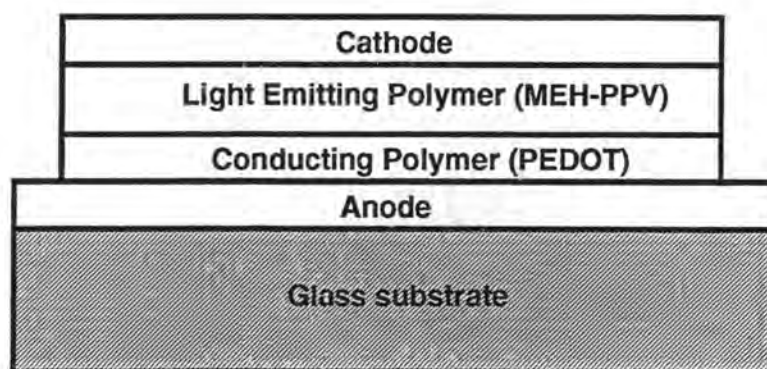 Cathode
Light Emitting Polymer (MEH-PPV)
Conducting Polymer (PEDOT)
Anode
Glass substrate